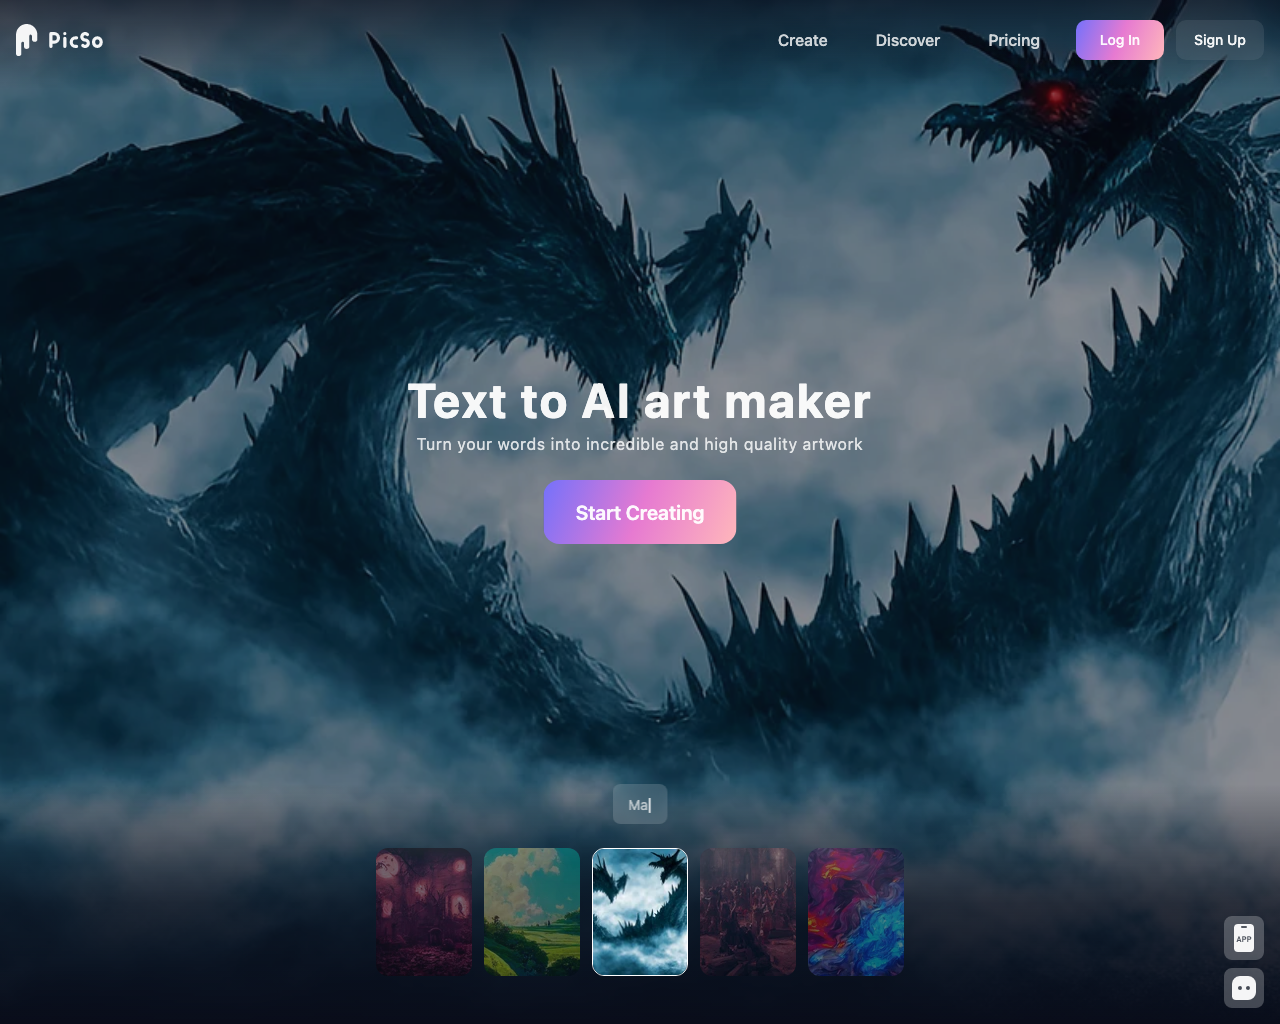 PicSo
Create
Discover
Pricing
Log In
Sign Up
Text to AI art maker
Turn your words into incredible and high quality artwork
Start Creating
Ma
APP